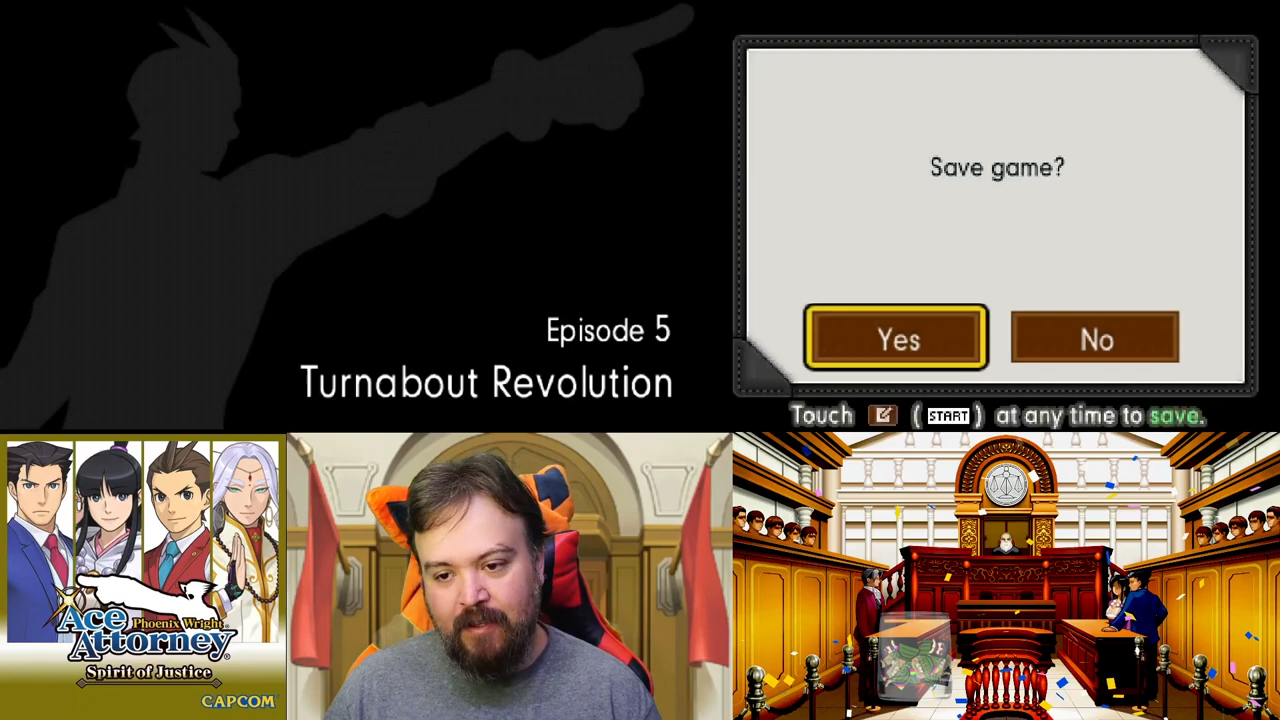 Episode 5
Turnabout Revolution
Save game?
Yes
No
Touch ( START ) at any time to save.
Phoenix Wright
Ace
Attorney
Spirit of Justice
CAPCOM